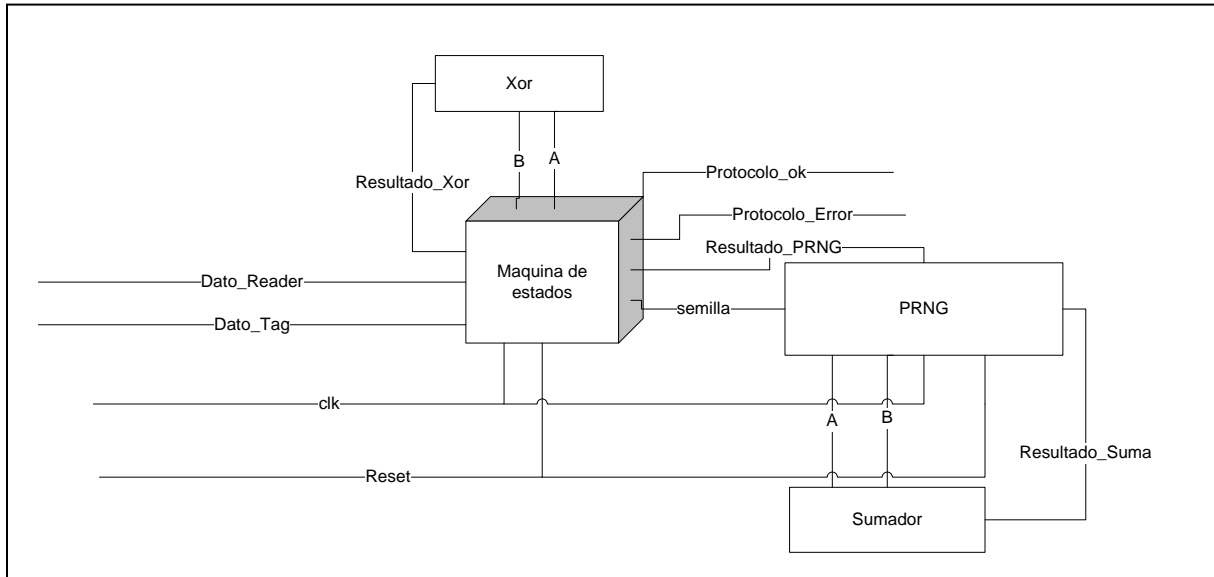 Xor
B
A
Resultado_Xor
Protocolo_ok
Protocolo_Error
Resultado_PRNG
Maquina de
estados
Dato_Reader
semilla
PRNG
Dato_Tag
clk
A
B
Resultado_Suma
Reset
Sumador